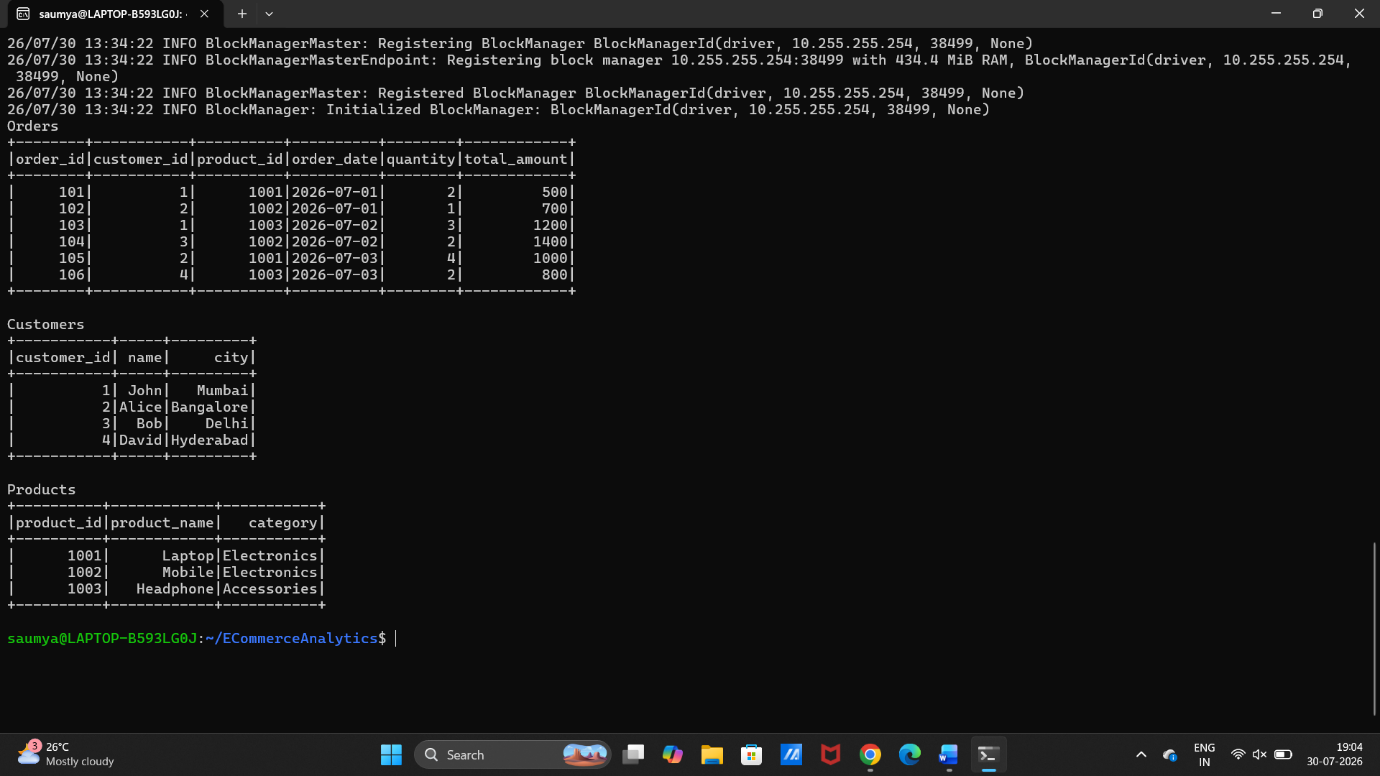 saumya@LAPTOP-B593LG0J: -
26/07/30 13:34:22 INFO BlockManagerMaster: Registering BlockManager BlockManagerId(driver, 10.255.255.254, 38499, None)
26/07/30 13:34:22 INFO BlockManagerMasterEndpoint: Registering block manager 10.255.255.254:38499 with 434.4 MiB RAM, BlockManagerId(driver, 10.255.255.254,
 38499, None)
26/07/30 13:34:22 INFO BlockManagerMaster: Registered BlockManager BlockManagerId(driver, 10.255.255.254, 38499, None)
26/07/30 13:34:22 INFO BlockManager: Initialized BlockManager: BlockManagerId(driver, 10.255.255.254, 38499, None)
Orders
+--------+-----------+----------+----------+--------+------------+
|order_id|customer_id|product_id|order_date|quantity|total_amount|
+--------+-----------+----------+----------+--------+------------+
|     101|          1|      1001|2026-07-01|       2|         500|
|     102|          2|      1002|2026-07-01|       1|         700|
|     103|          1|      1003|2026-07-02|       3|        1200|
|     104|          3|      1002|2026-07-02|       2|        1400|
|     105|          2|      1001|2026-07-03|       4|        1000|
|     106|          4|      1003|2026-07-03|       2|         800|
+--------+-----------+----------+----------+--------+------------+
Customers
+-----------+-----+---------+
|customer_id| name|     city|
+-----------+-----+---------+
|          1| John|   Mumbai|
|          2|Alice|Bangalore|
|          3|  Bob|    Delhi|
|          4|David|Hyderabad|
+-----------+-----+---------+
Products
+----------+------------+-----------+
|product_id|product_name|   category|
+----------+------------+-----------+
|      1001|      Laptop|Electronics|
|      1002|      Mobile|Electronics|
|      1003|   Headphone|Accessories|
+----------+------------+-----------+
saumya@LAPTOP-B593LG0J:~/ECommerceAnalytics$
3
26°C
Mostly cloudy
Search
ENG
IN
19:04
30-07-2026